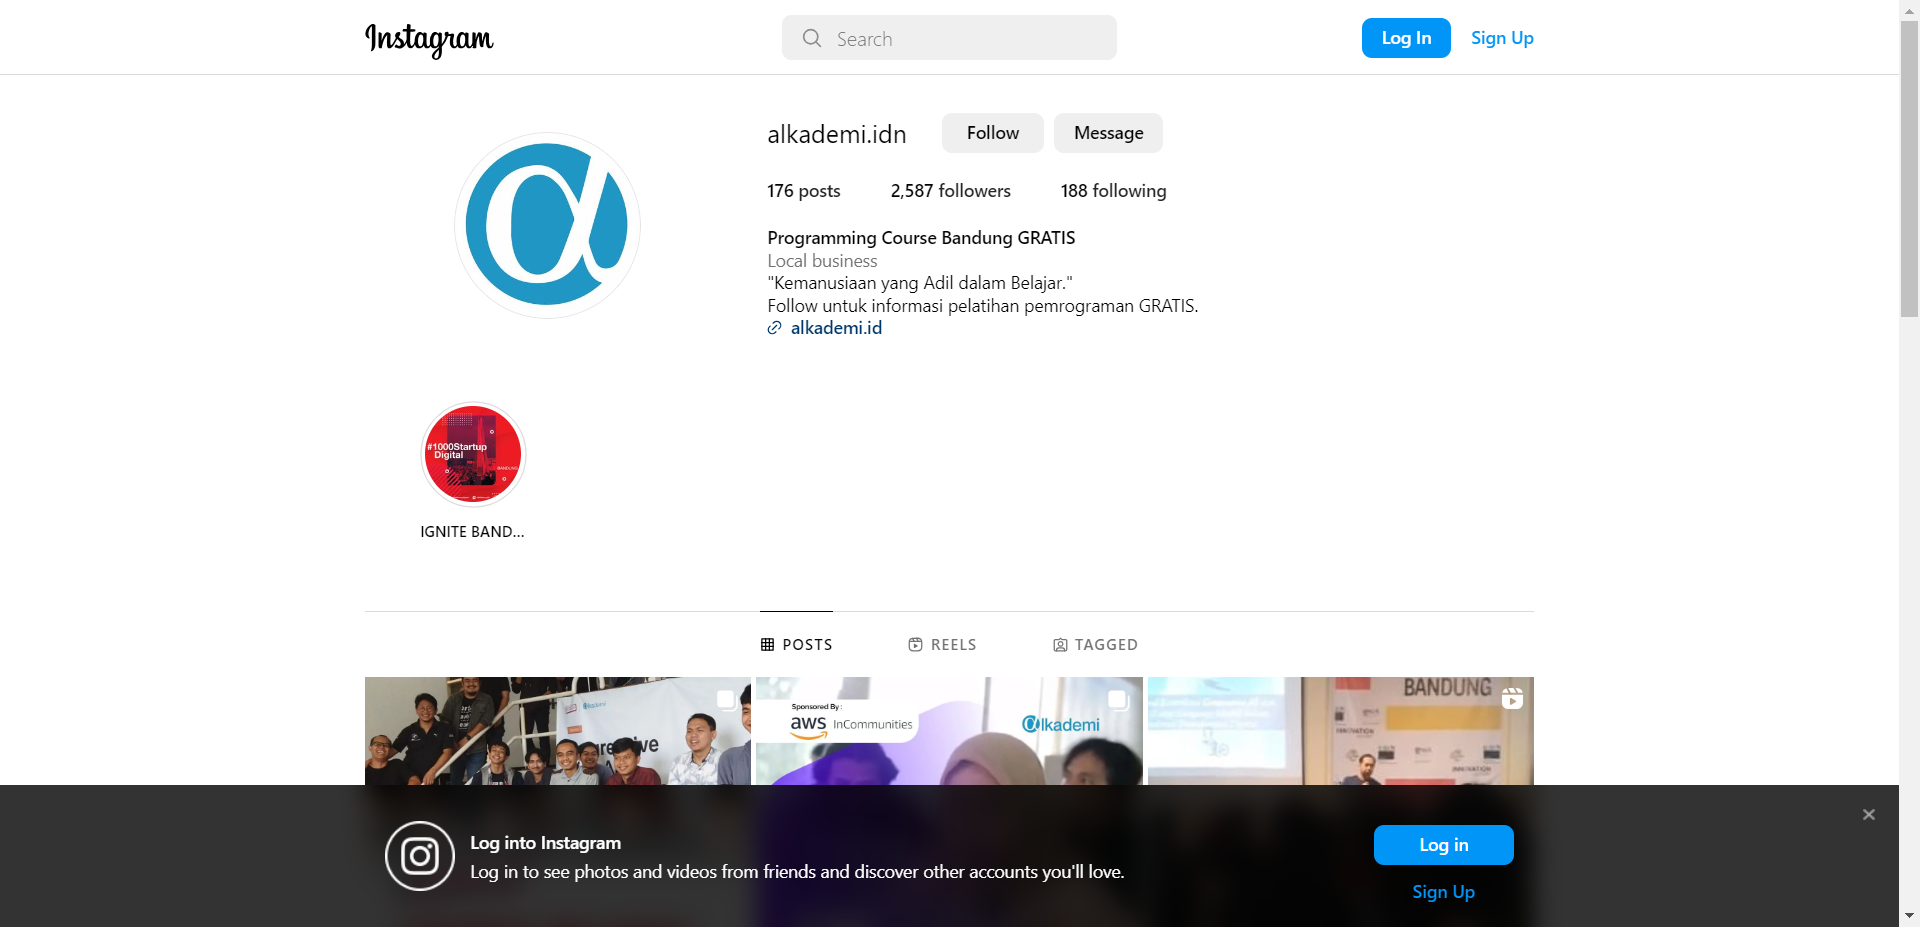 Instagram
Search
Log In
Sign Up
alkademi.idn
Follow
Message
176 posts
2,587 followers
188 following
Programming Course Bandung GRATIS
Local business
"Kemanusiaan yang Adil dalam Belajar."
Follow untuk informasi pelatihan pemrograman GRATIS.
alkademi.id
#1000Startup
Digital
BANDUNG
IGNITE BAND...
POSTS
REELS
TAGGED
Sponsored By :
aws InCommunities
alkademi
BANDUNG
INNOVATION
Log into Instagram
Log in to see photos and videos from friends and discover other accounts you'll love.
Log in
Sign Up